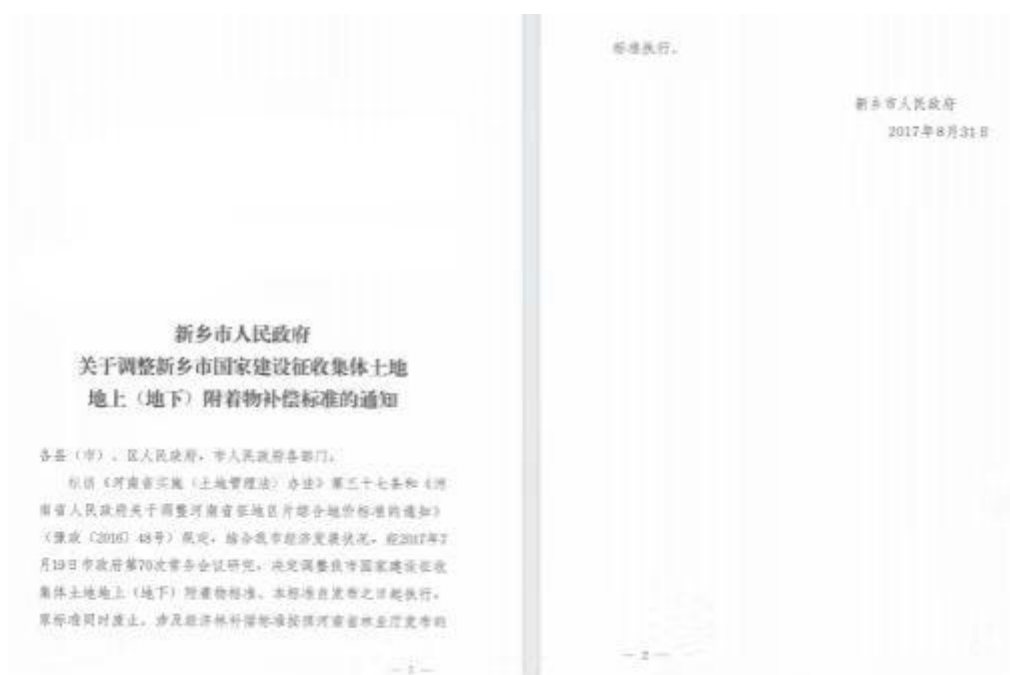 新乡市人民政府
关于调整新乡市国家建设征收集体土地
地上（地下）附着物补偿标准的通知
各县（市）、区人民政府，市人民政府各部门：
根据《河南省实施〈土地管理法〉办法》第三十七条和《河
南省人民政府关于调整河南省征地区片综合地价标准的通知》
（豫政〔2016〕48号）规定，结合我市经济发展状况，经2017年7
月19日市政府第70次常务会议研究，决定调整我市国家建设征收
集体土地地上（地下）附着物标准。本标准自发布之日起执行，
原标准同时废止。涉及经济林补偿标准按照河南省林业厅发布的
— 1 —
标准执行。
新乡市人民政府
2017年8月31日
— 2 —